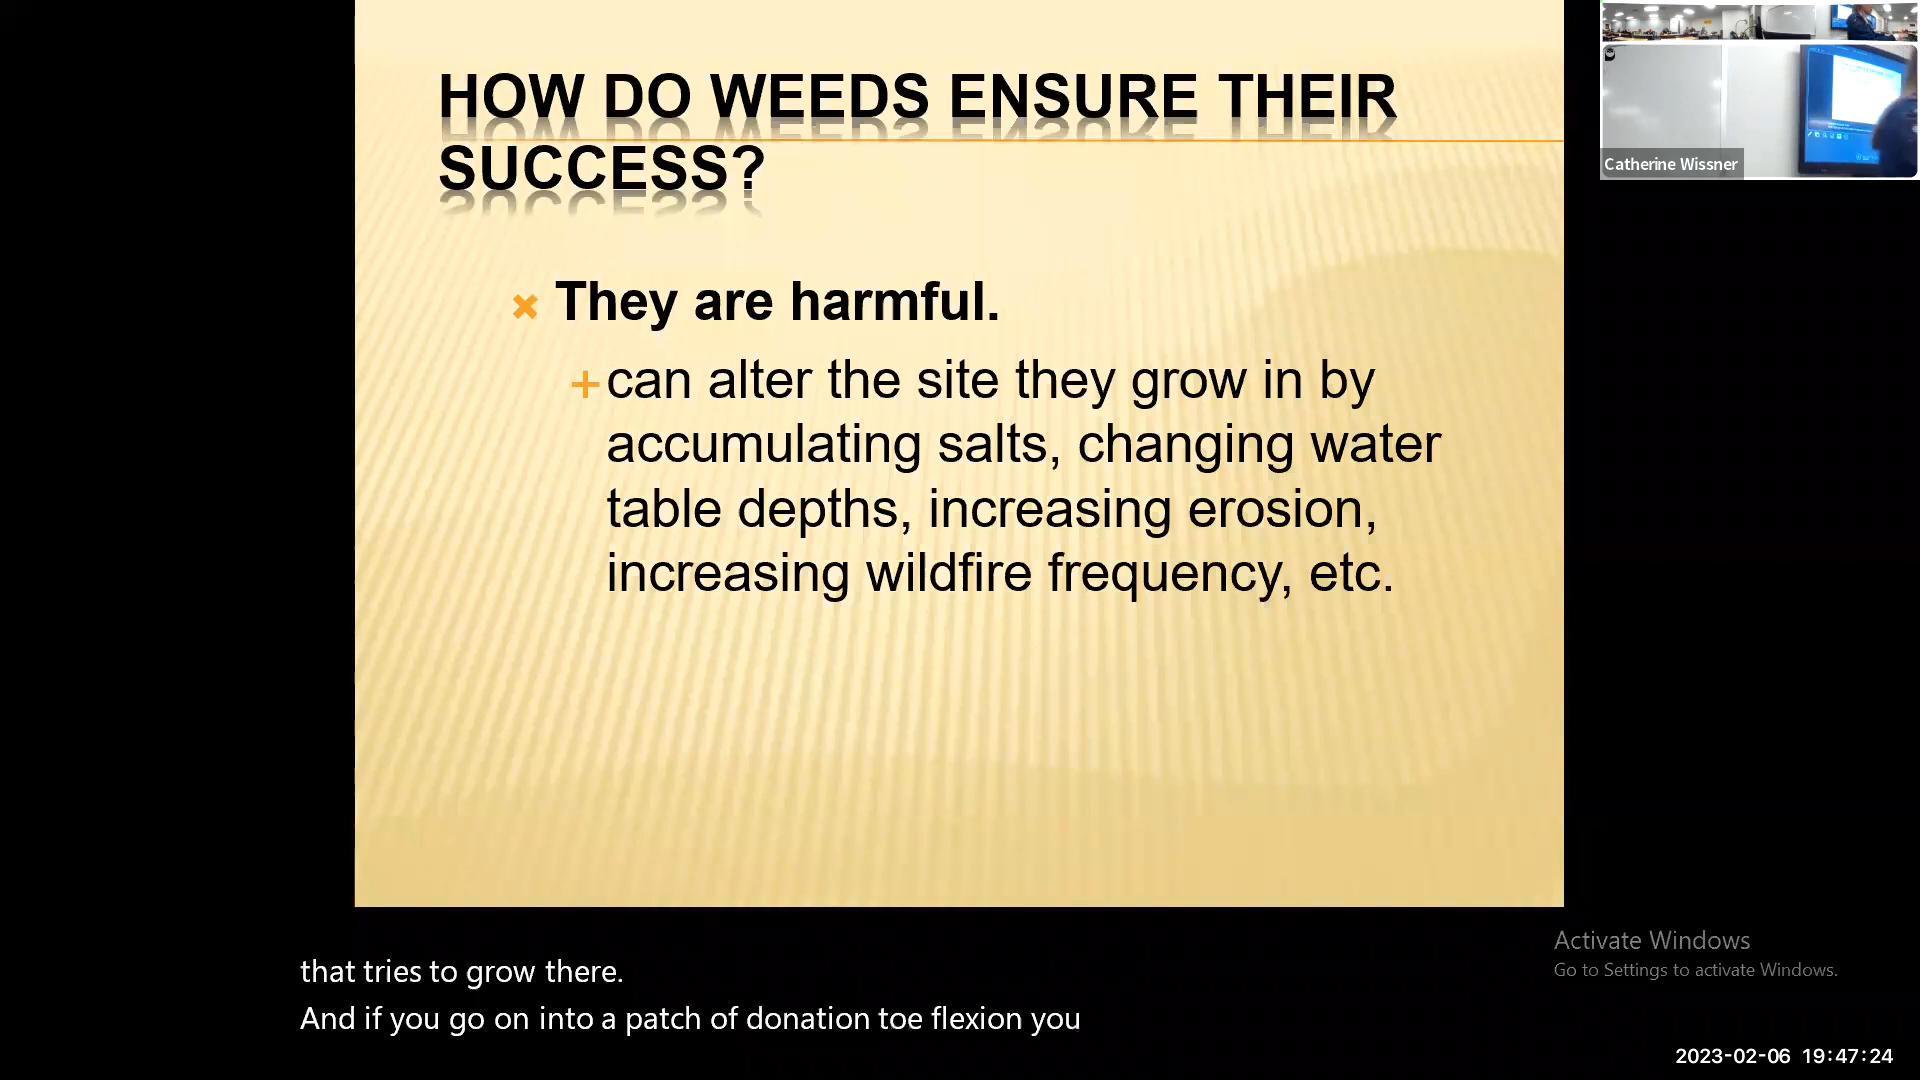 HOW DO WEEDS ENSURE THEIR
SUCCESS?
They are harmful.
can alter the site they grow in by
accumulating salts, changing water
table depths, increasing erosion,
increasing wildfire frequency, etc.
Catherine Wissner
that tries to grow there.
And if you go on into a patch of donation toe flexion you
Activate Windows
Go to Settings to activate Windows.
2023-02-06 19:47:24